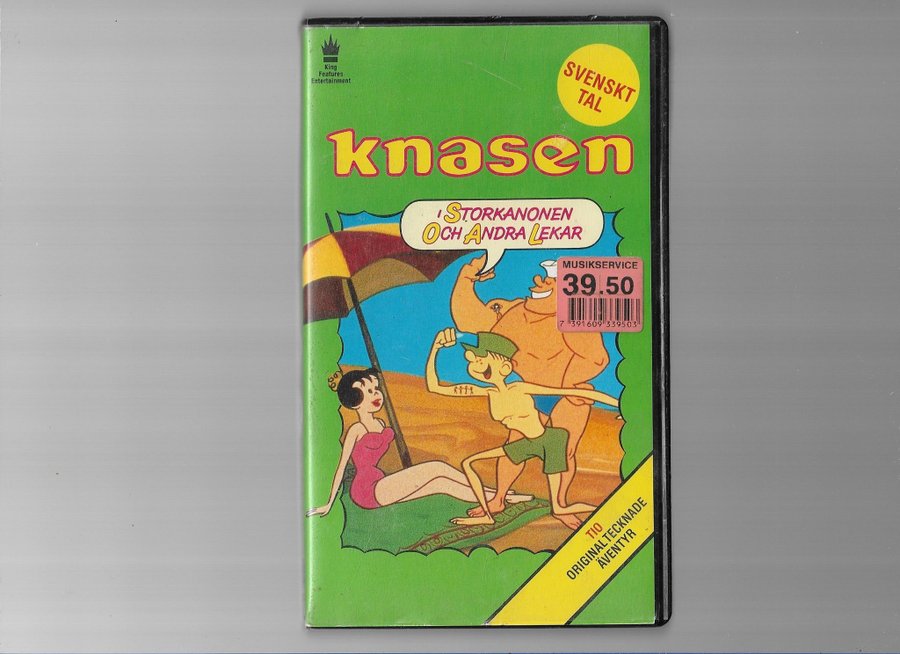 King
Features
Entertainment
SVENSKT
TAL
knasen
I STORKANONEN
OCH ANDRA LEKAR
MUSIKSERVICE
39.50
7 391609 339503
TIO
ORIGINALTECKNADE
ÄVENTYR